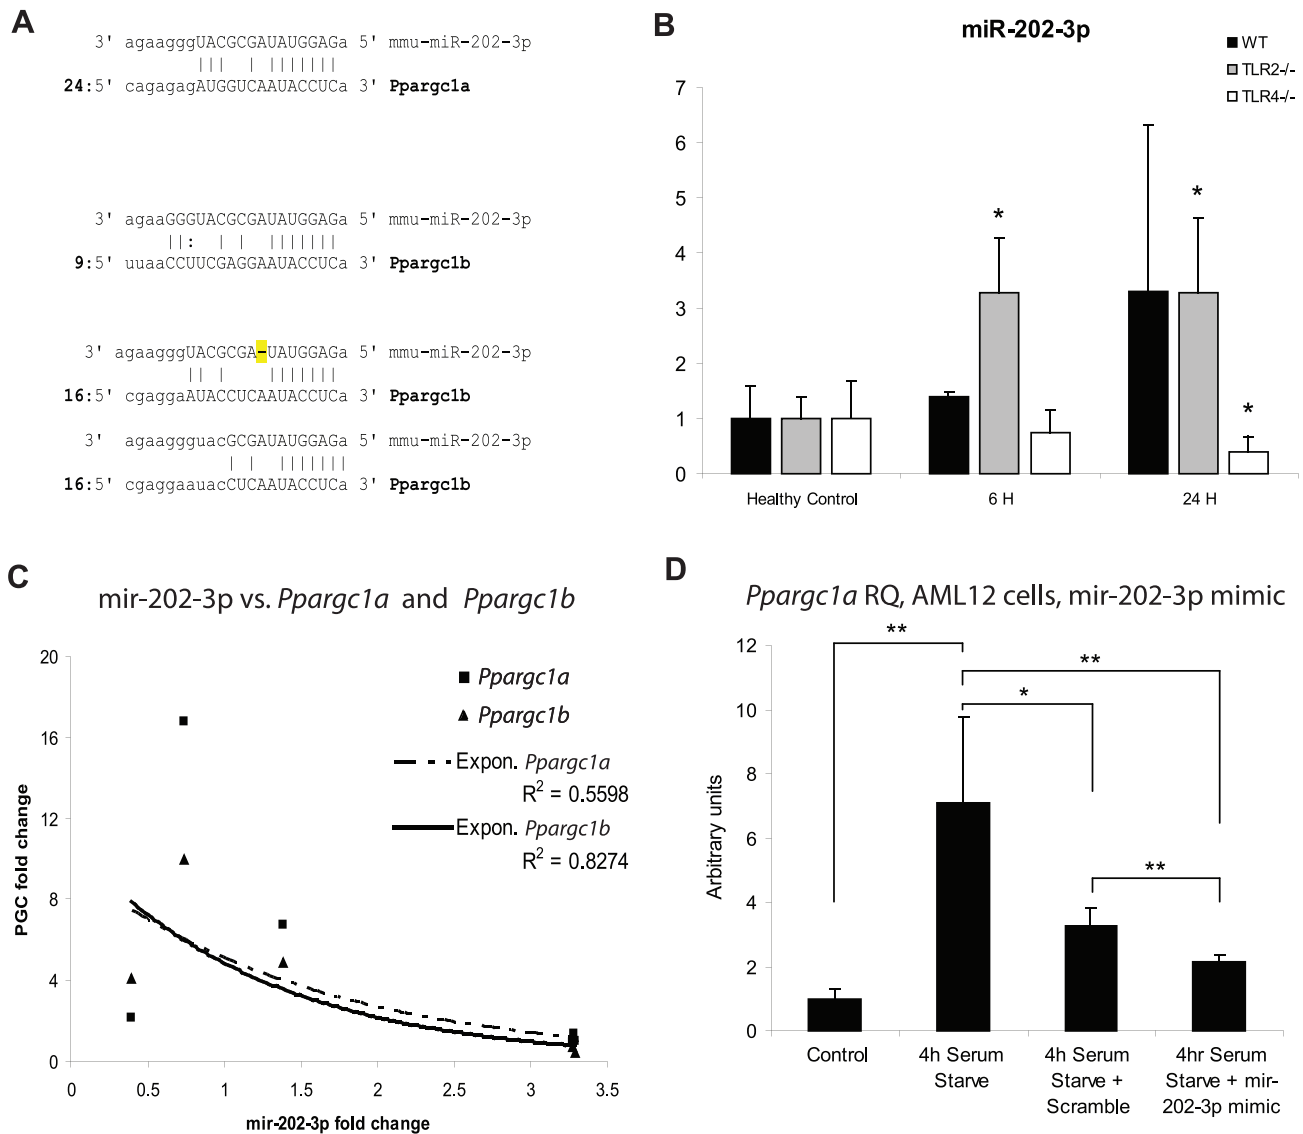 A
3' agaagggUACGCGAUAUGGAGa 5' mmu-miR-202-3p
||| | |||||||
24:5' cagagagAUGGUCAAUACCUCa 3' Ppargc1a
3' agaaGGGUACGCGAUAUGGAGa 5' mmu-miR-202-3p
||: | | |||||||
9:5' uuaaCCUUCGAGGAAUACCUCa 3' Ppargc1b
3' agaagggUACGCGA-UAUGGAGa 5' mmu-miR-202-3p
|| | |||||||
16:5' cgaggaAUACCUCAAUACCUCa 3' Ppargc1b
3' agaaggguacGCGAUAUGGAGa 5' mmu-miR-202-3p
| | |||||||
16:5' cgaggaauacCUCAAUACCUCa 3' Ppargc1b
B
miR-202-3p
WT
TLR2-/-
TLR4-/-
7
6
5
4
3
2
1
0
*
*
*
Healthy Control
6 H
24 H
C
mir-202-3p vs. Ppargc1a and Ppargc1b
PGC fold change
20
16
12
8
4
0
Ppargc1a
Ppargc1b
Expon. Ppargc1a
R² = 0.5598
Expon. Ppargc1b
R² = 0.8274
0 0.5 1 1.5 2 2.5 3 3.5
mir-202-3p fold change
D
Ppargc1a RQ, AML12 cells, mir-202-3p mimic
Arbitrary units
12
10
8
6
4
2
0
**
**
*
**
Control
4h Serum
Starve
4h Serum
Starve +
Scramble
4hr Serum
Starve + mir-
202-3p mimic